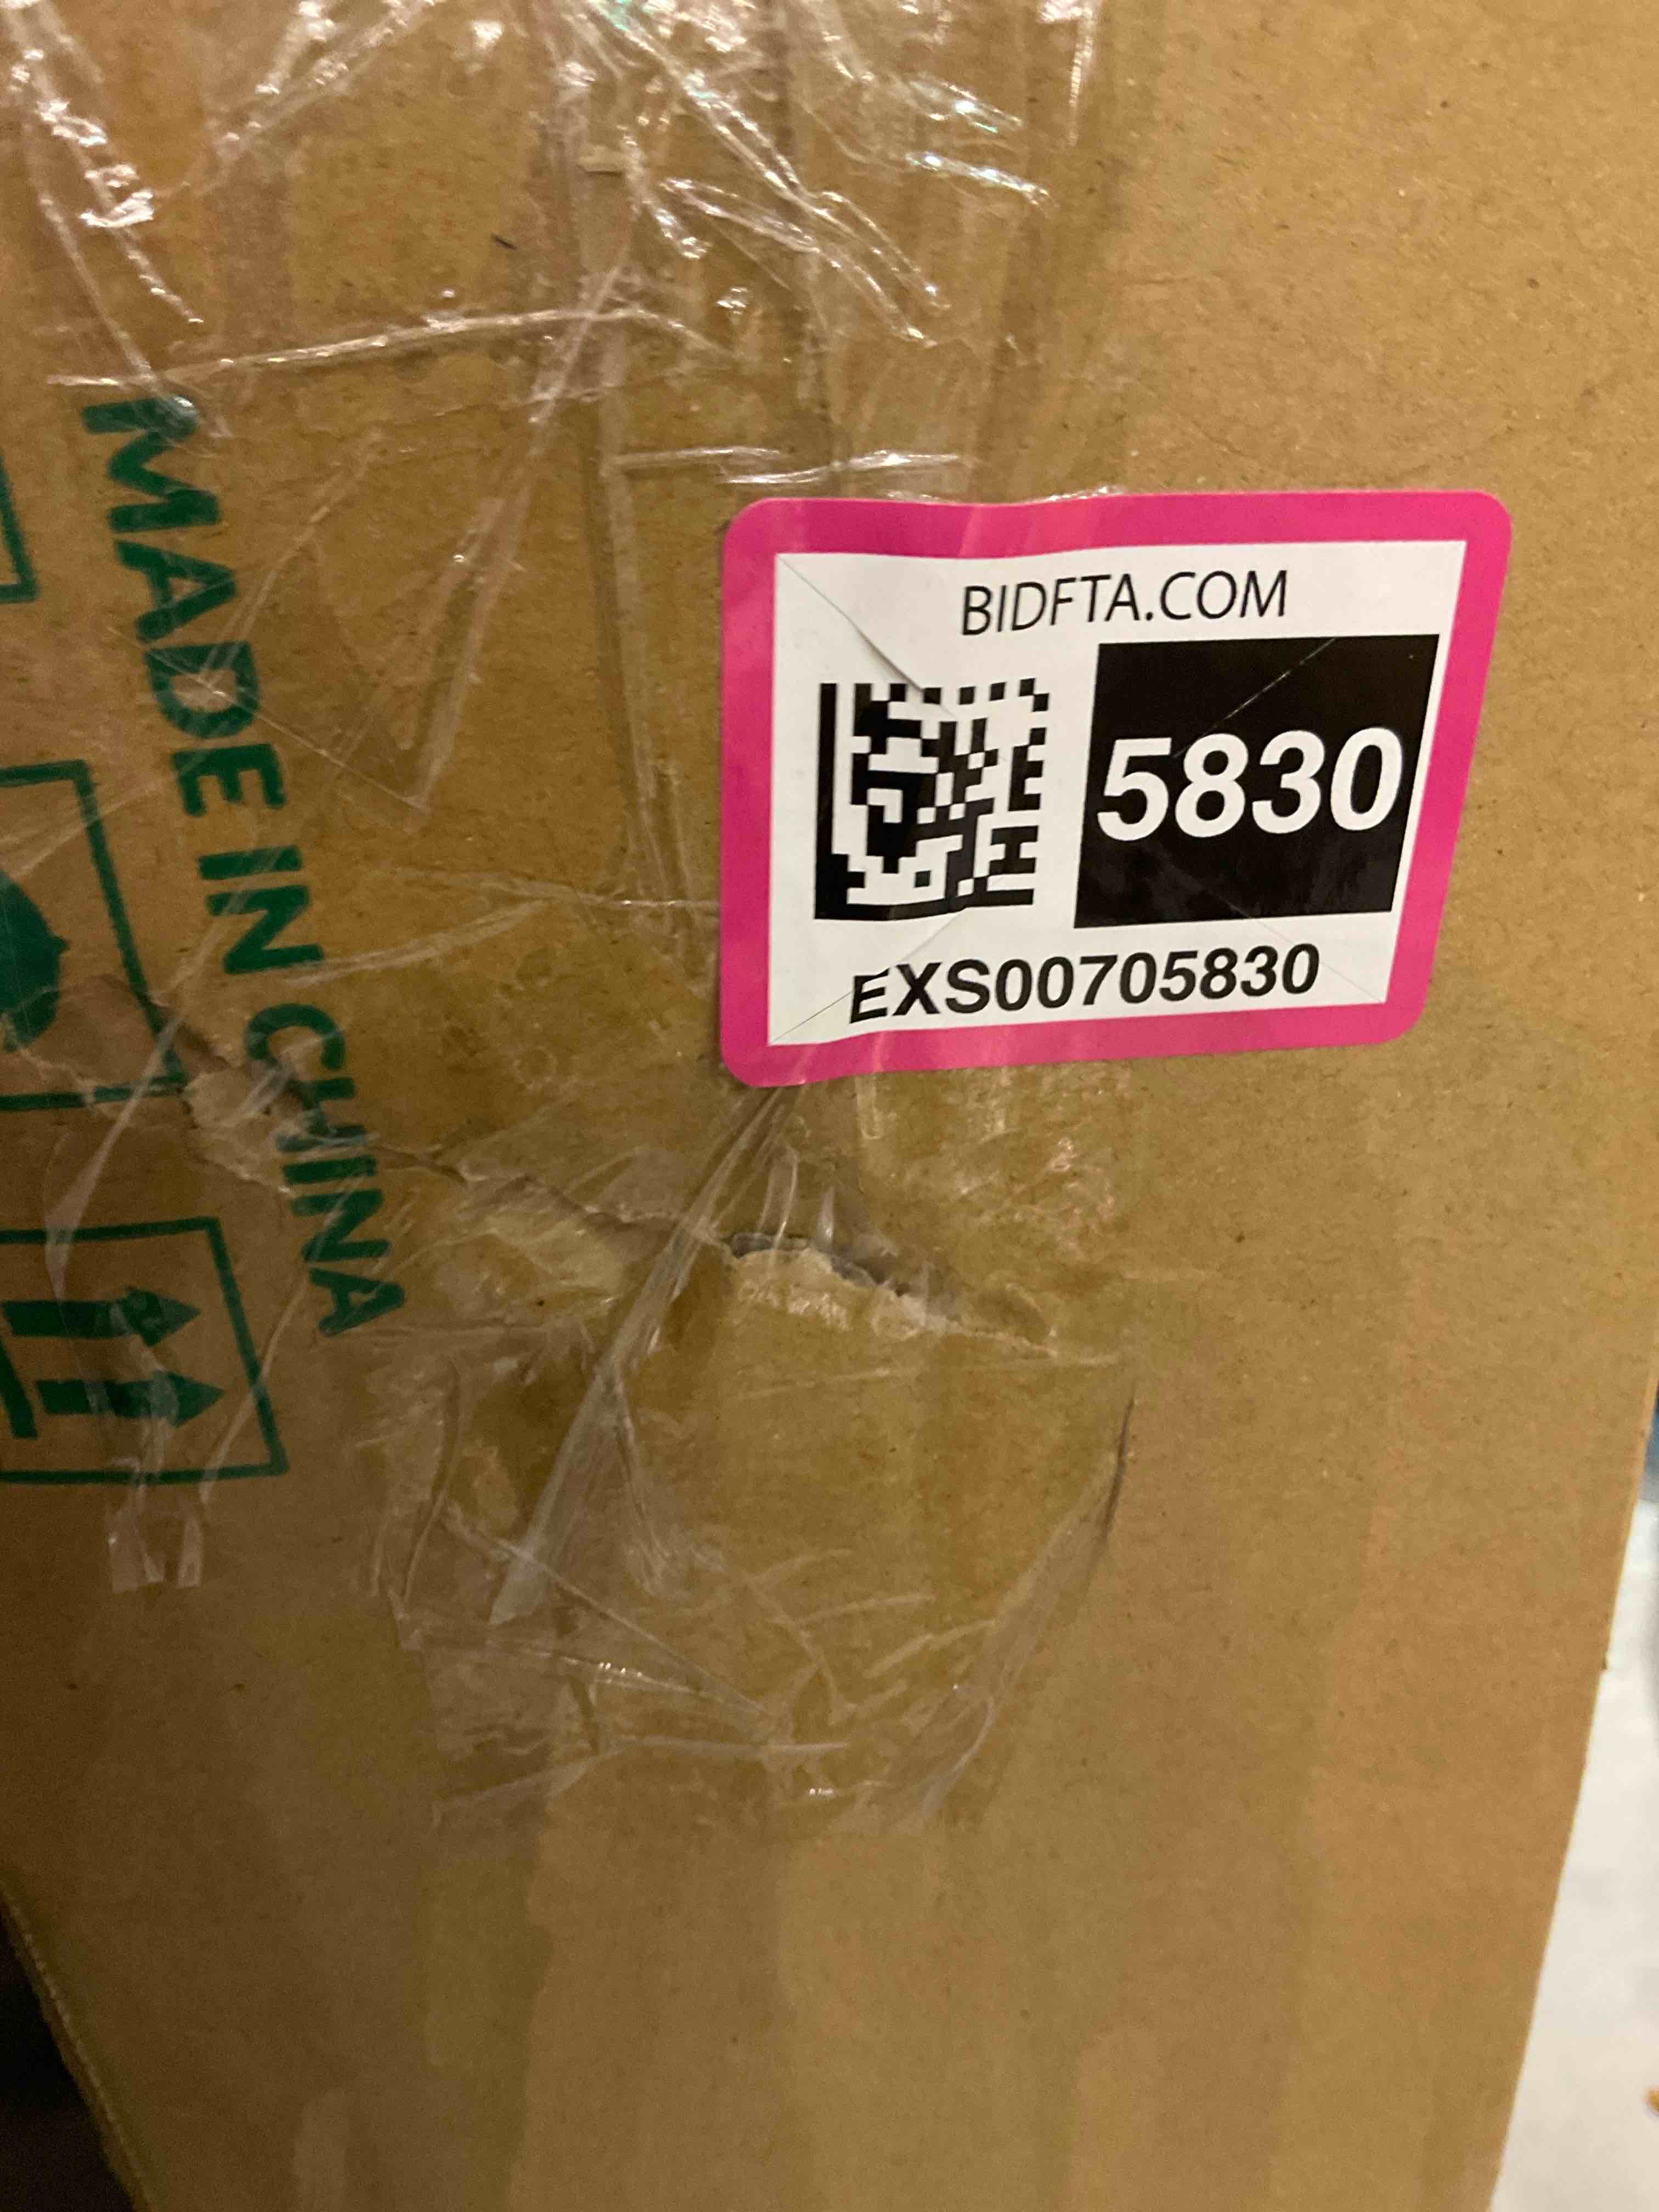 MADE IN CHINA
BIDFTA.COM
5830
EXS00705830